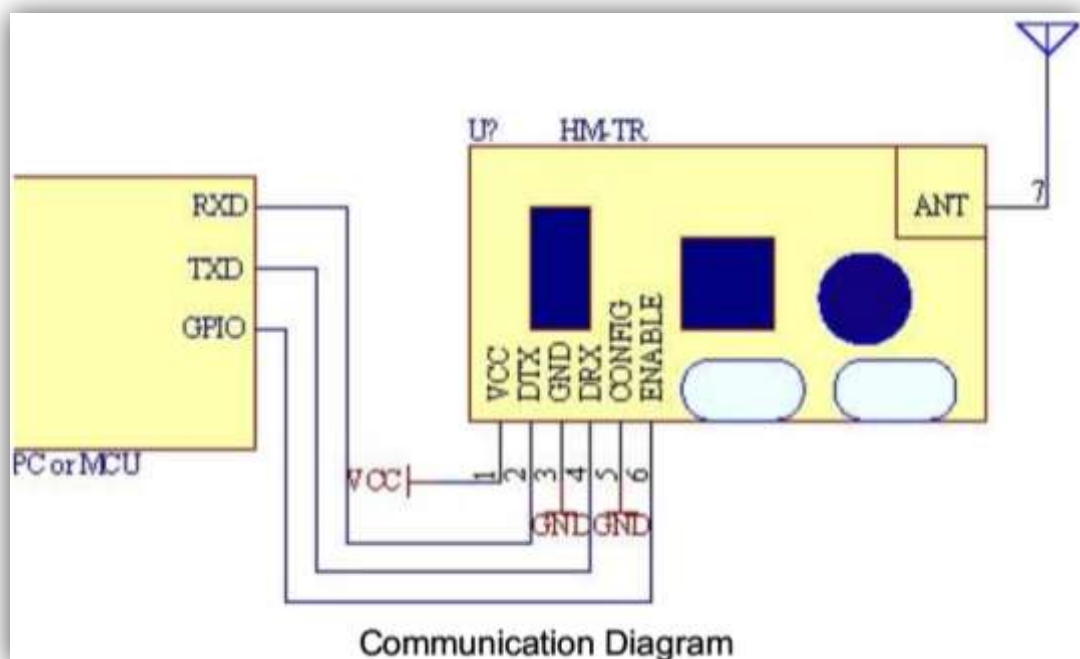 U? HM-TR
RXD
TXD
GPIO
PC or MCU
ANT
7
VCC
DTX
GND
DRX
CONFIG
ENABLE
1
2
3
4
5
6
VCC
GND
GND
Communication Diagram